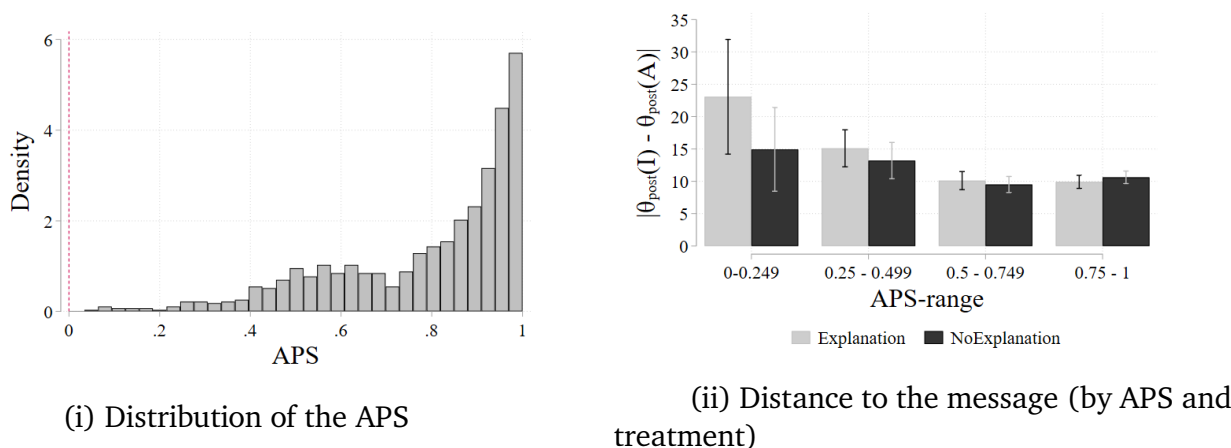 Density
6
4
2
0
0
.2
.4
.6
.8
1
APS
(i) Distribution of the APS
|θpost(I) - θpost(A)|
35
30
25
20
15
10
5
0
0-0.249
0.25 - 0.499
0.5 - 0.749
0.75 - 1
APS-range
Explanation
NoExplanation
(ii) Distance to the message (by APS and
treatment)